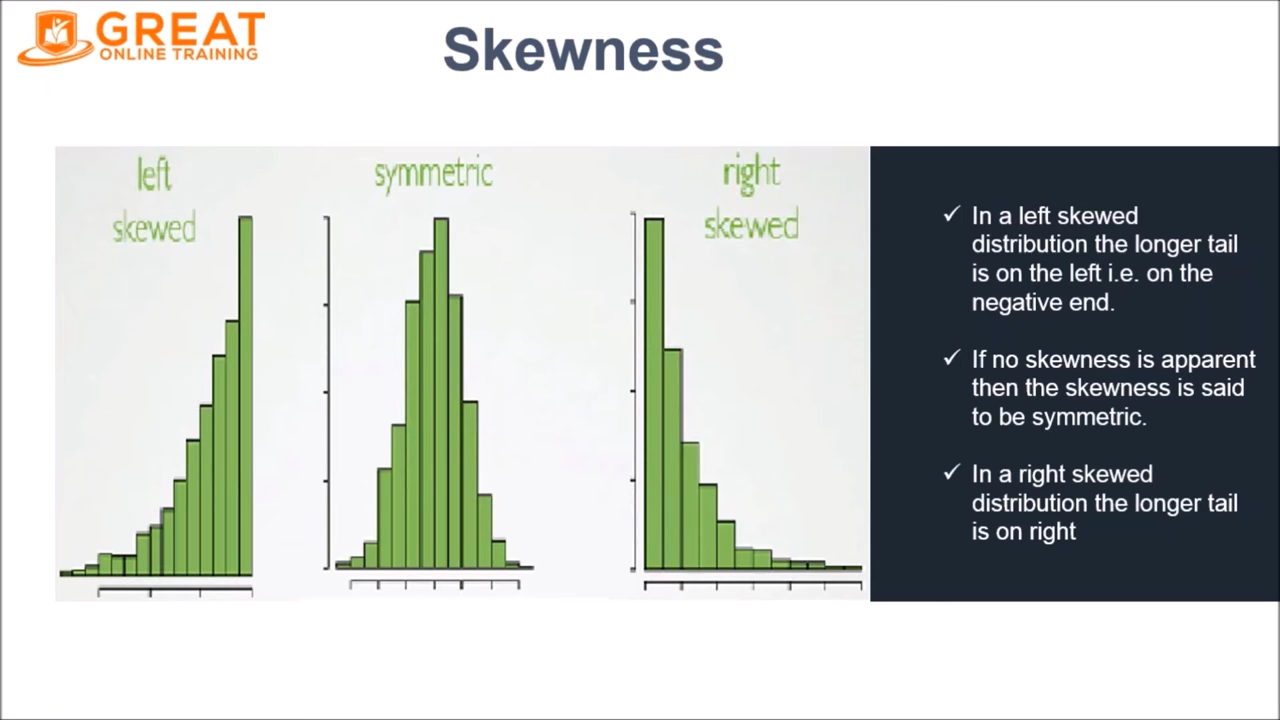 GREAT
ONLINE TRAINING
Skewness
left
skewed
symmetric
right
skewed
✓ In a left skewed
distribution the longer tail
is on the left i.e. on the
negative end.
✓ If no skewness is apparent
then the skewness is said
to be symmetric.
✓ In a right skewed
distribution the longer tail
is on right